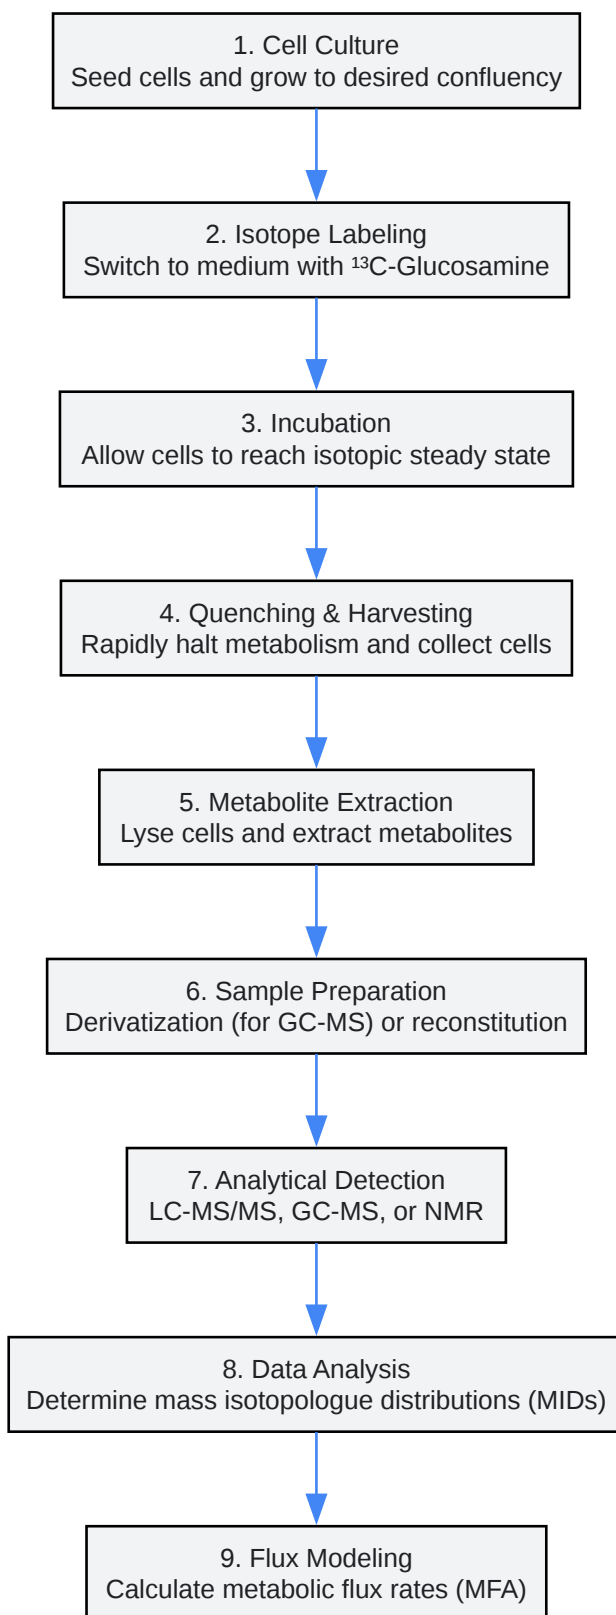 1. Cell Culture
Seed cells and grow to desired confluency
2. Isotope Labeling
Switch to medium with ¹³C-Glucosamine
3. Incubation
Allow cells to reach isotopic steady state
4. Quenching & Harvesting
Rapidly halt metabolism and collect cells
5. Metabolite Extraction
Lyse cells and extract metabolites
6. Sample Preparation
Derivatization (for GC-MS) or reconstitution
7. Analytical Detection
LC-MS/MS, GC-MS, or NMR
8. Data Analysis
Determine mass isotopologue distributions (MIDs)
9. Flux Modeling
Calculate metabolic flux rates (MFA)